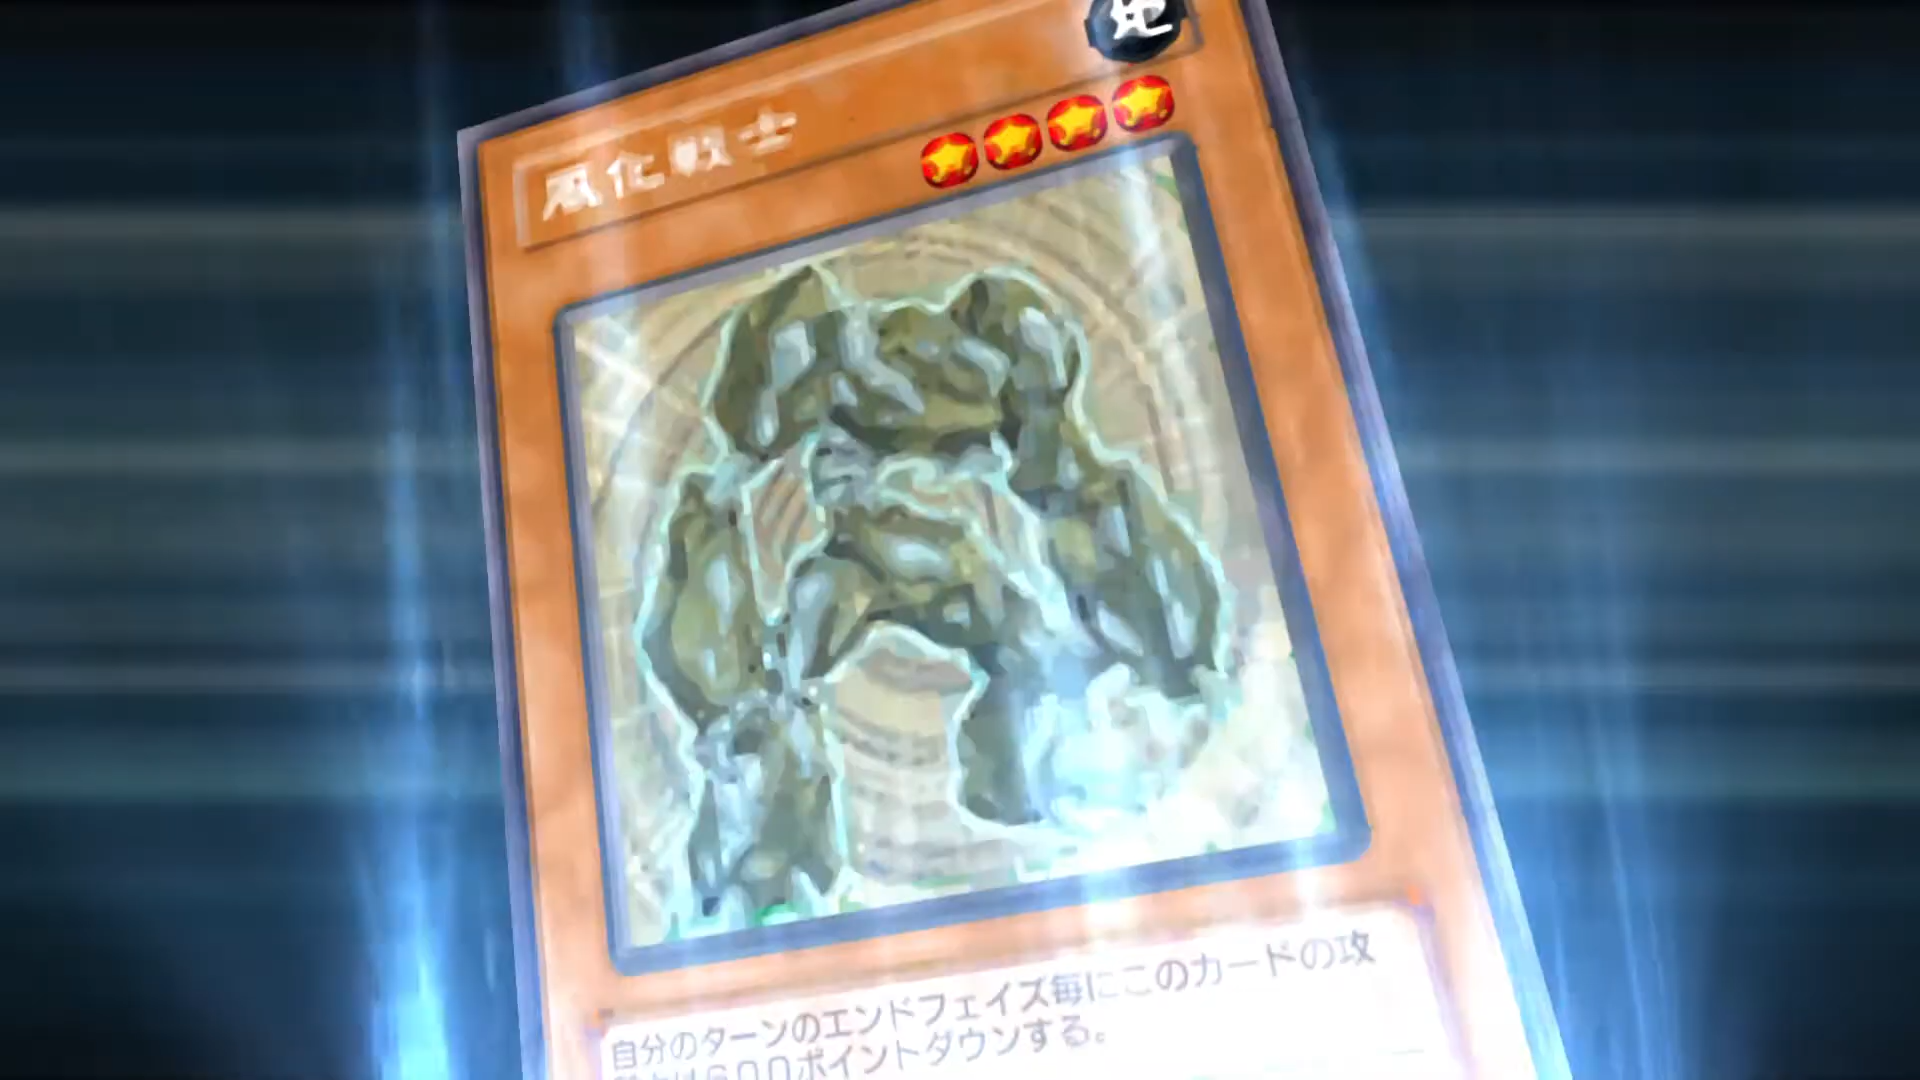 地
風化戦士
自分のターンのエンドフェイズ毎にこのカードの攻
撃力は600ポイントダウンする。